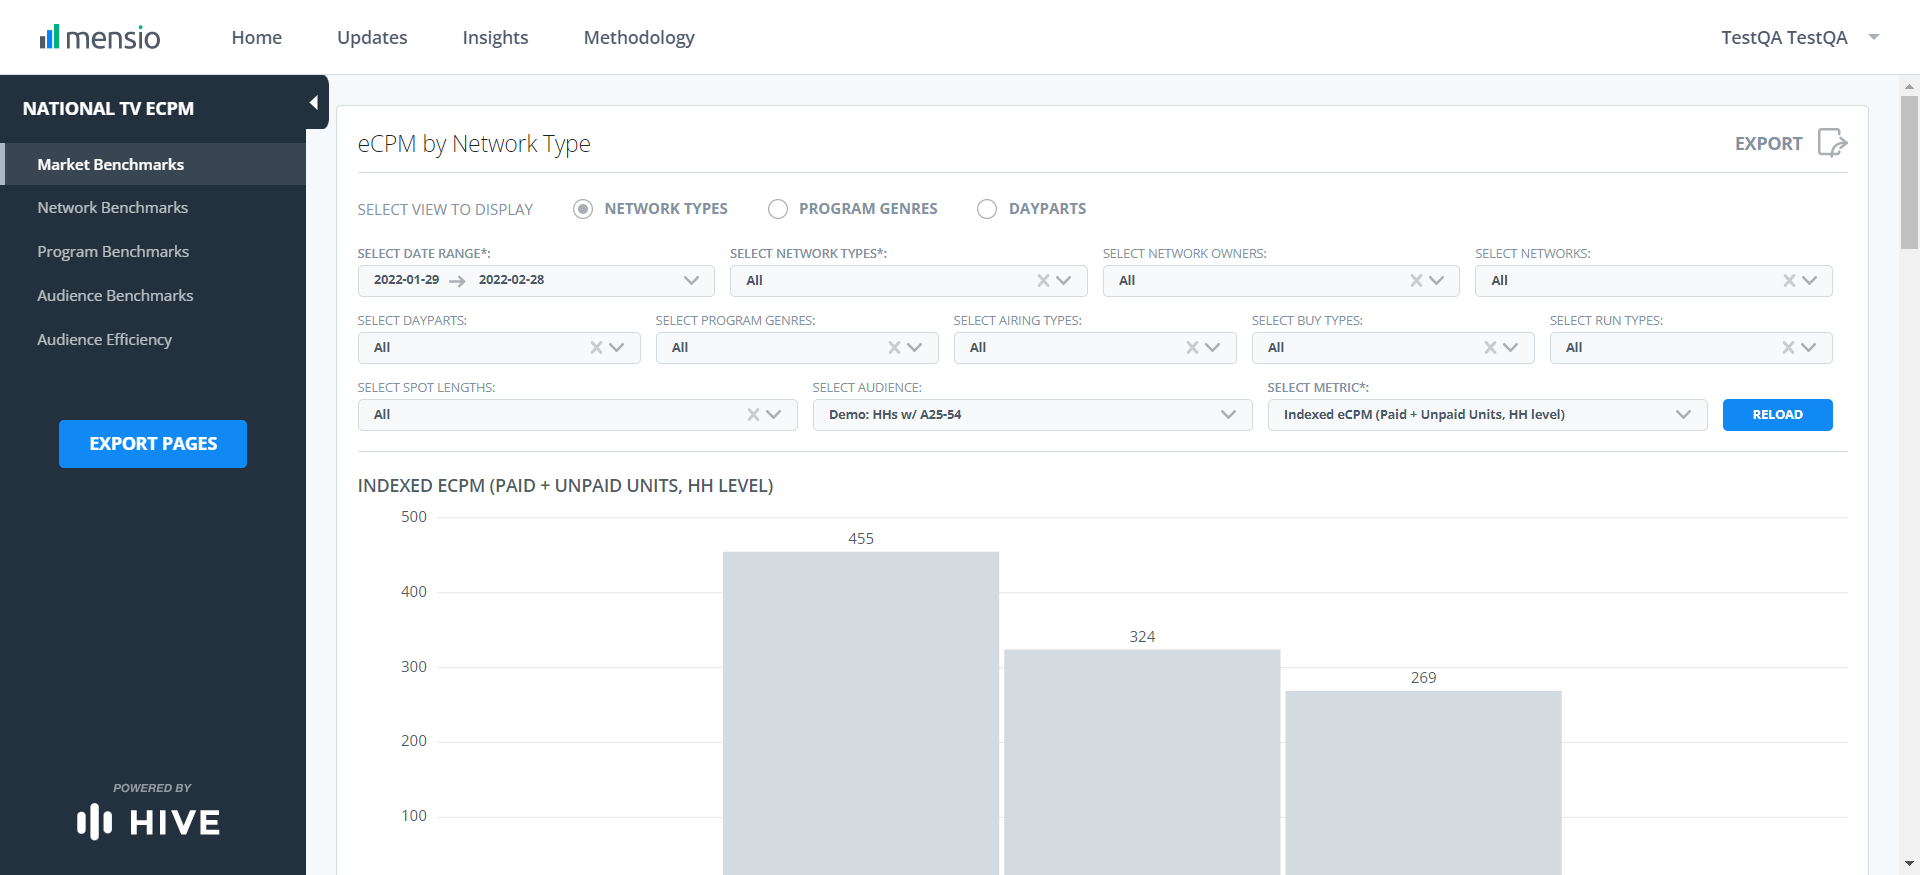 mensio
Home Updates Insights Methodology TestQA TestQA
NATIONAL TV ECPM
Market Benchmarks
Network Benchmarks
Program Benchmarks
Audience Benchmarks
Audience Efficiency
EXPORT PAGES
POWERED BY
HIVE
eCPM by Network Type EXPORT
SELECT VIEW TO DISPLAY NETWORK TYPES PROGRAM GENRES DAYPARTS
SELECT DATE RANGE*: SELECT NETWORK TYPES*: SELECT NETWORK OWNERS: SELECT NETWORKS:
2022-01-29 2022-02-28 All All All
SELECT DAYPARTS: SELECT PROGRAM GENRES: SELECT AIRING TYPES: SELECT BUY TYPES: SELECT RUN TYPES:
All All All All All
SELECT SPOT LENGTHS: SELECT AUDIENCE: SELECT METRIC*:
All Demo: HHs w/ A25-54 Indexed eCPM (Paid + Unpaid Units, HH level) RELOAD
INDEXED ECPM (PAID + UNPAID UNITS, HH LEVEL)
500
455
400
324
300
269
200
100